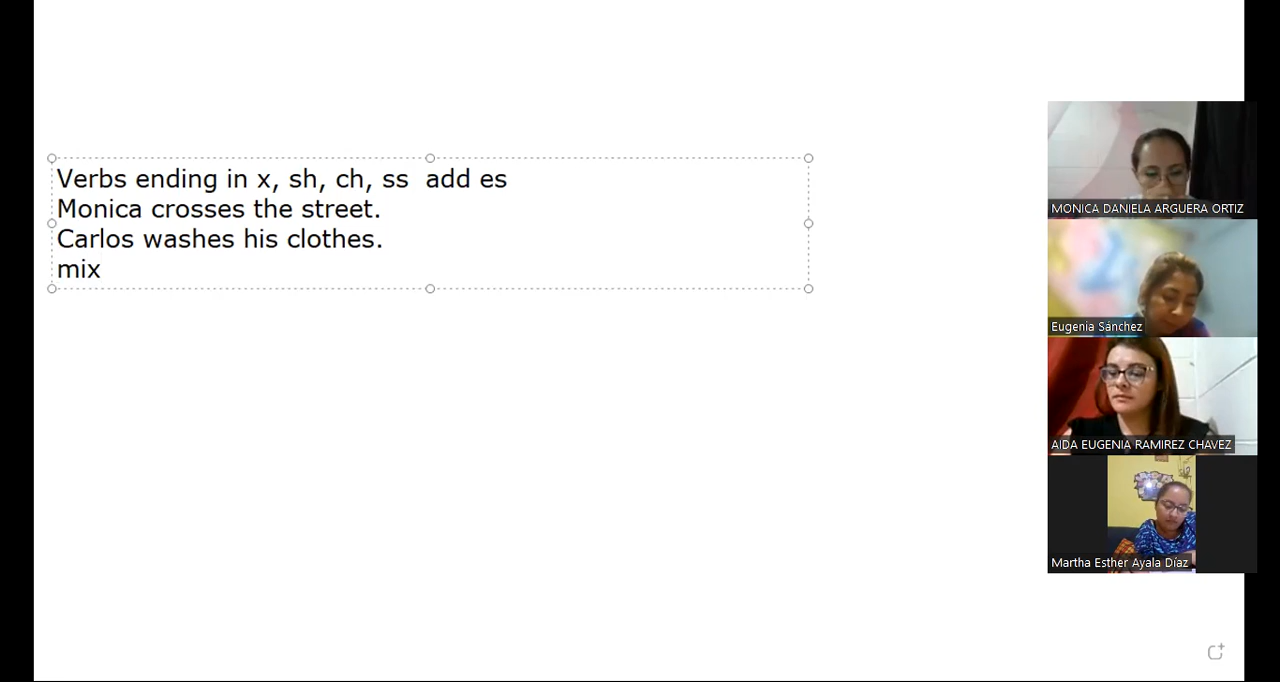 Verbs ending in x, sh, ch, ss  add es
Monica crosses the street.
Carlos washes his clothes.
mix
MONICA DANIELA ARGUERA ORTIZ
Eugenia Sánchez
AIDA EUGENIA RAMIREZ CHAVEZ
Martha Esther Ayala Díaz